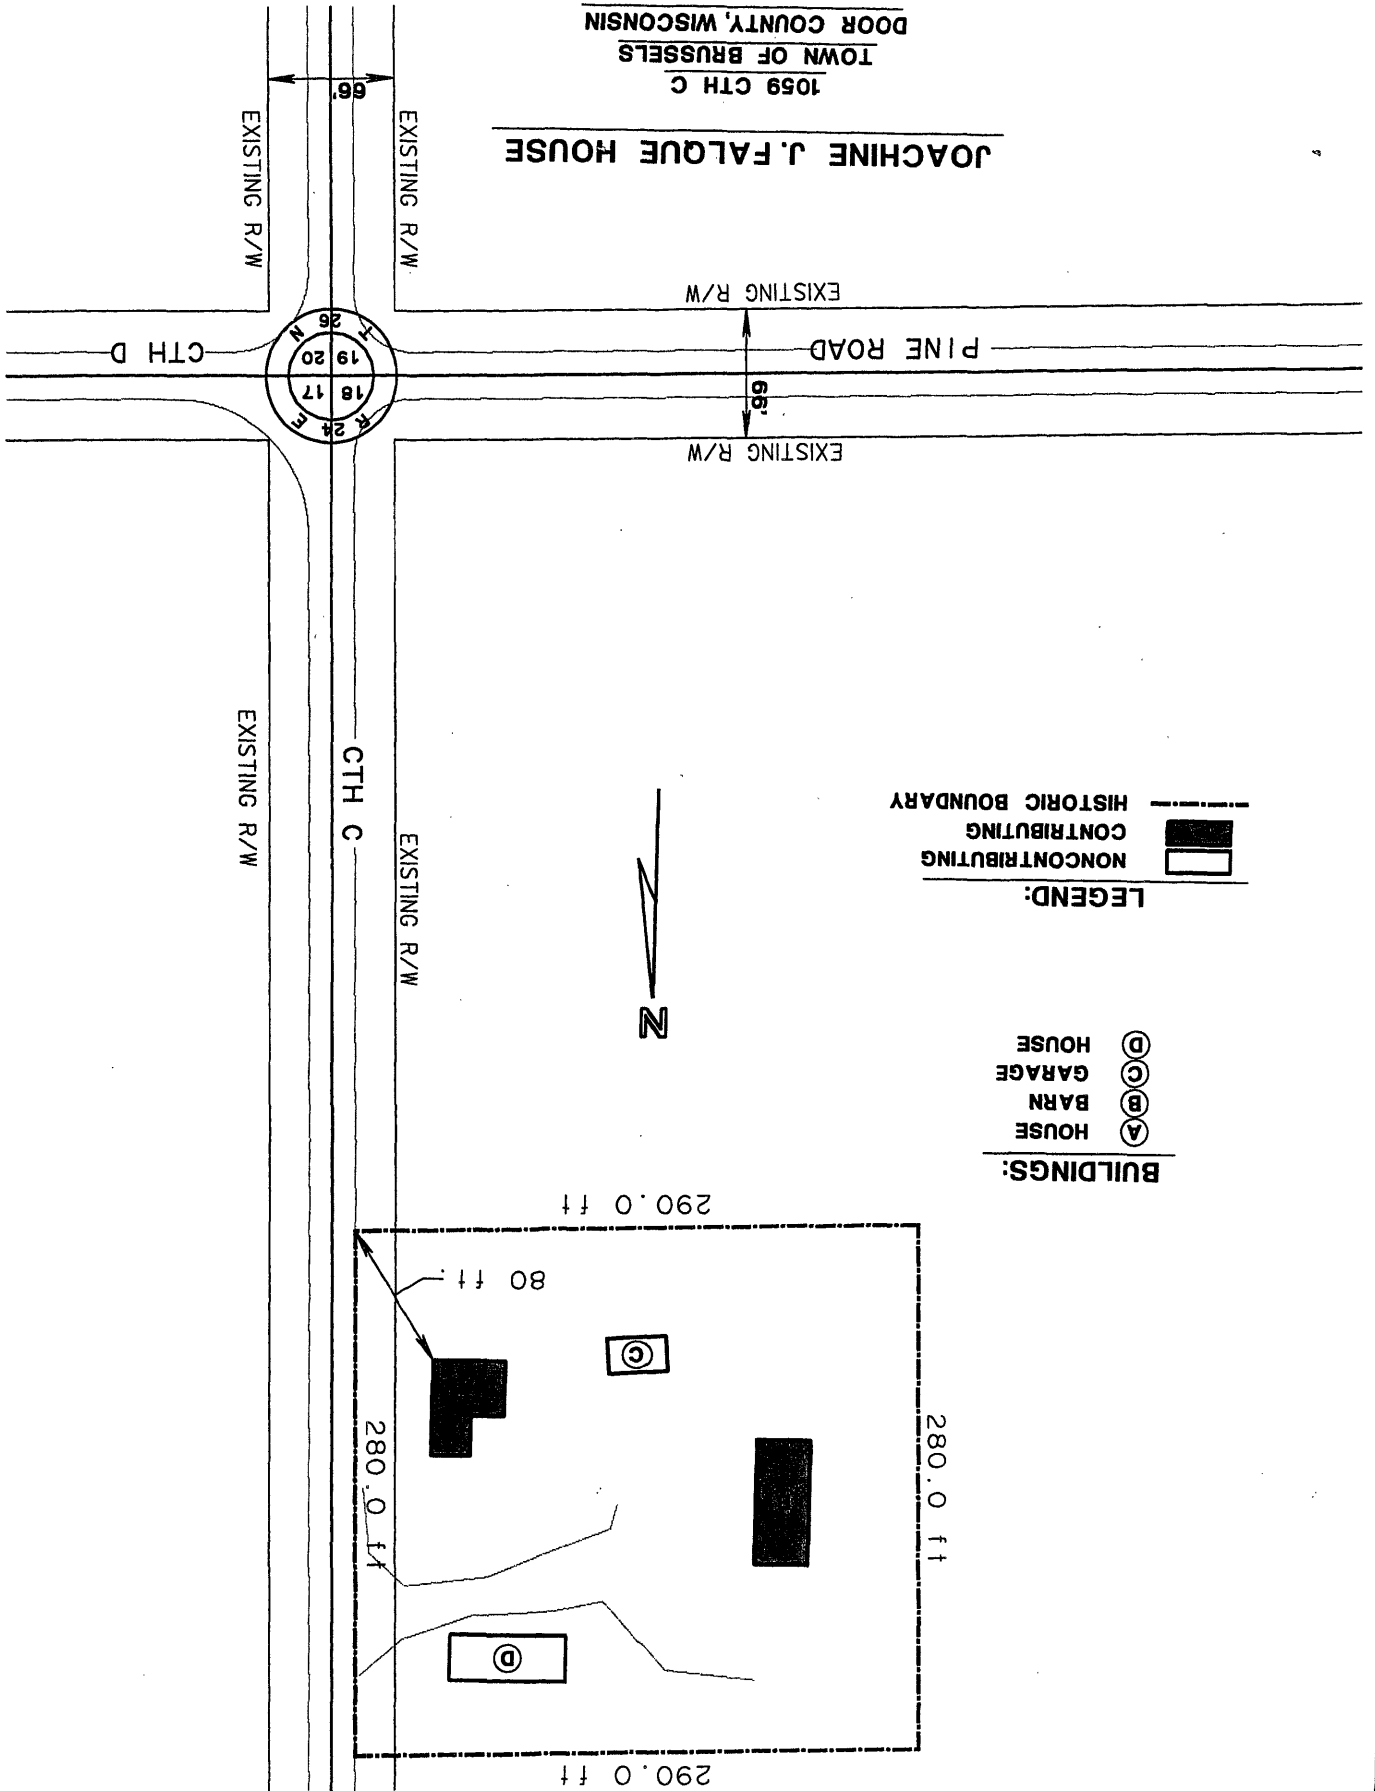 290.0 ft
D
280.0 ft
280.0 ft
C
80 ft.
290.0 ft
BUILDINGS:
A HOUSE
B BARN
C GARAGE
D HOUSE
N
LEGEND:
NONCONTRIBUTING
CONTRIBUTING
HISTORIC BOUNDARY
EXISTING R/W
CTH C
EXISTING R/W
EXISTING R/W
66'
PINE ROAD
EXISTING R/W
R 24 E
18 17
19 20
T 26 N
CTH D
EXISTING R/W
EXISTING R/W
JOACHINE J. FALQUE HOUSE
1059 CTH C
TOWN OF BRUSSELS
DOOR COUNTY, WISCONSIN
66'